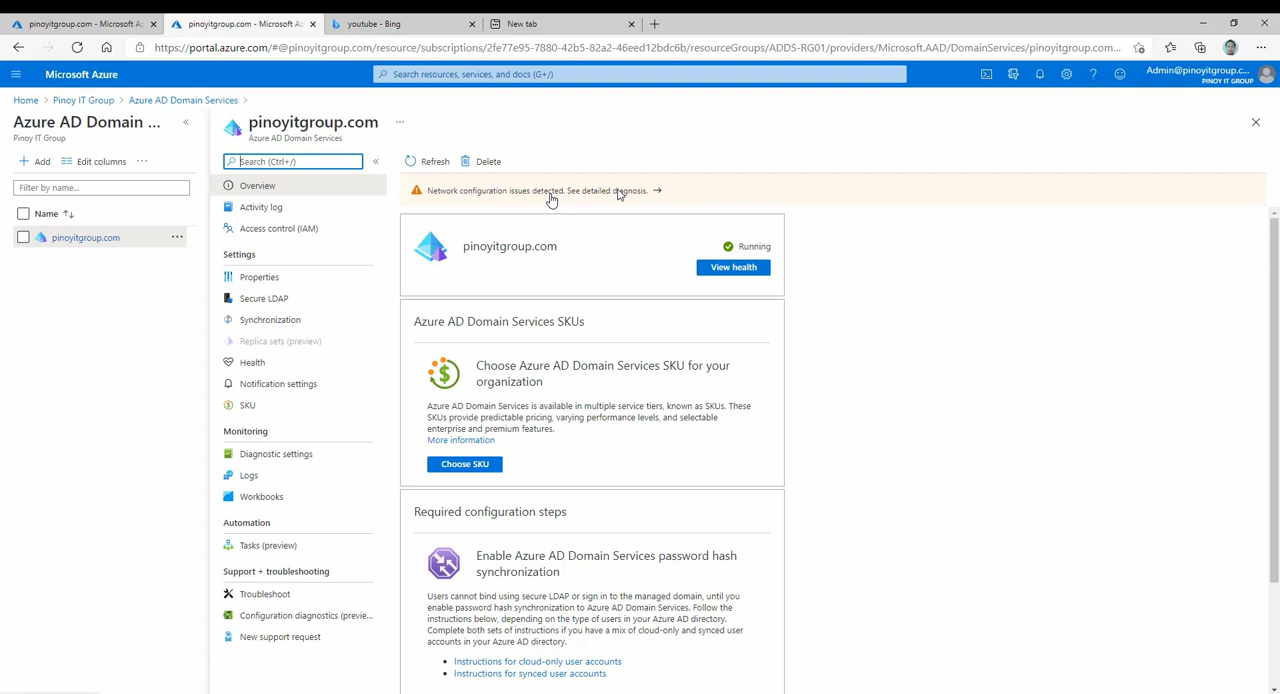 pinoyitgroup.com - Microsoft Az
pinoyitgroup.com - Microsoft Az
youtube - Bing
New tab
https://portal.azure.com/#@pinoyitgroup.com/resource/subscriptions/2fe77e95-7880-42b5-82a2-46eed12bdc6b/resourceGroups/ADDS-RG01/providers/Microsoft.AAD/DomainServices/pinoyitgroup.com...
Microsoft Azure
Search resources, services, and docs (G+/)
Admin@pinoyitgroup.c...
PINOY IT GROUP
Home > Pinoy IT Group > Azure AD Domain Services >
Azure AD Domain ...
Pinoy IT Group
Add
Edit columns
...
Filter by name...
Name
pinoyitgroup.com
...
pinoyitgroup.com
...
Azure AD Domain Services
Search (Ctrl+/)
Overview
Activity log
Access control (IAM)
Settings
Properties
Secure LDAP
Synchronization
Replica sets (preview)
Health
Notification settings
SKU
Monitoring
Diagnostic settings
Logs
Workbooks
Automation
Tasks (preview)
Support + troubleshooting
Troubleshoot
Configuration diagnostics (previe...
New support request
Refresh
Delete
Network configuration issues detected. See detailed diagnosis.
pinoyitgroup.com
Running
View health
Azure AD Domain Services SKUs
Choose Azure AD Domain Services SKU for your
organization
Azure AD Domain Services is available in multiple service tiers, known as SKUs. These
SKUs provide predictable pricing, varying performance levels, and selectable
enterprise and premium features.
More information
Choose SKU
Required configuration steps
Enable Azure AD Domain Services password hash
synchronization
Users cannot bind using secure LDAP or sign in to the managed domain, until you
enable password hash synchronization to Azure AD Domain Services. Follow the
instructions below, depending on the type of users in your Azure AD directory.
Complete both sets of instructions if you have a mix of cloud-only and synced user
accounts in your Azure AD directory.
• Instructions for cloud-only user accounts
• Instructions for synced user accounts